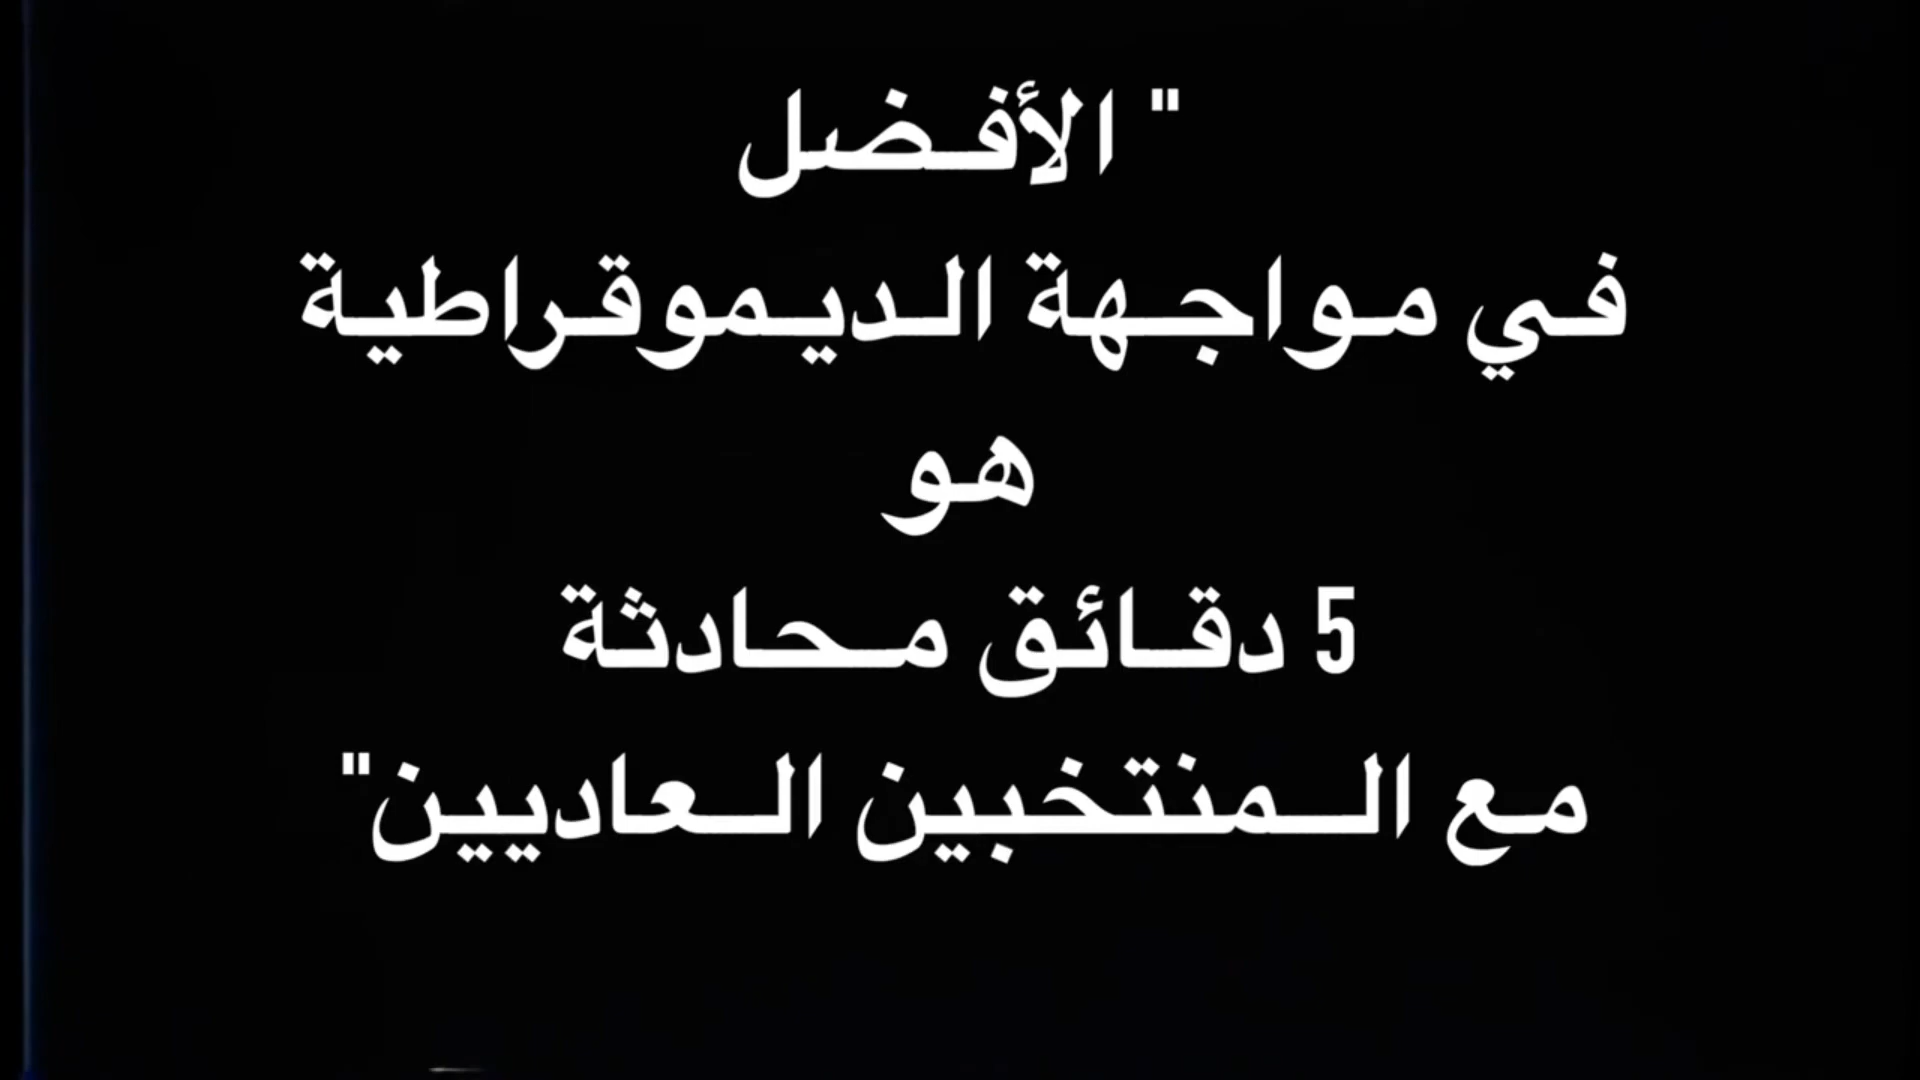 " الأفضل
في مواجهة الديموقراطية
هو
5 دقائق محادثة
مع المنتخبين العاديين"